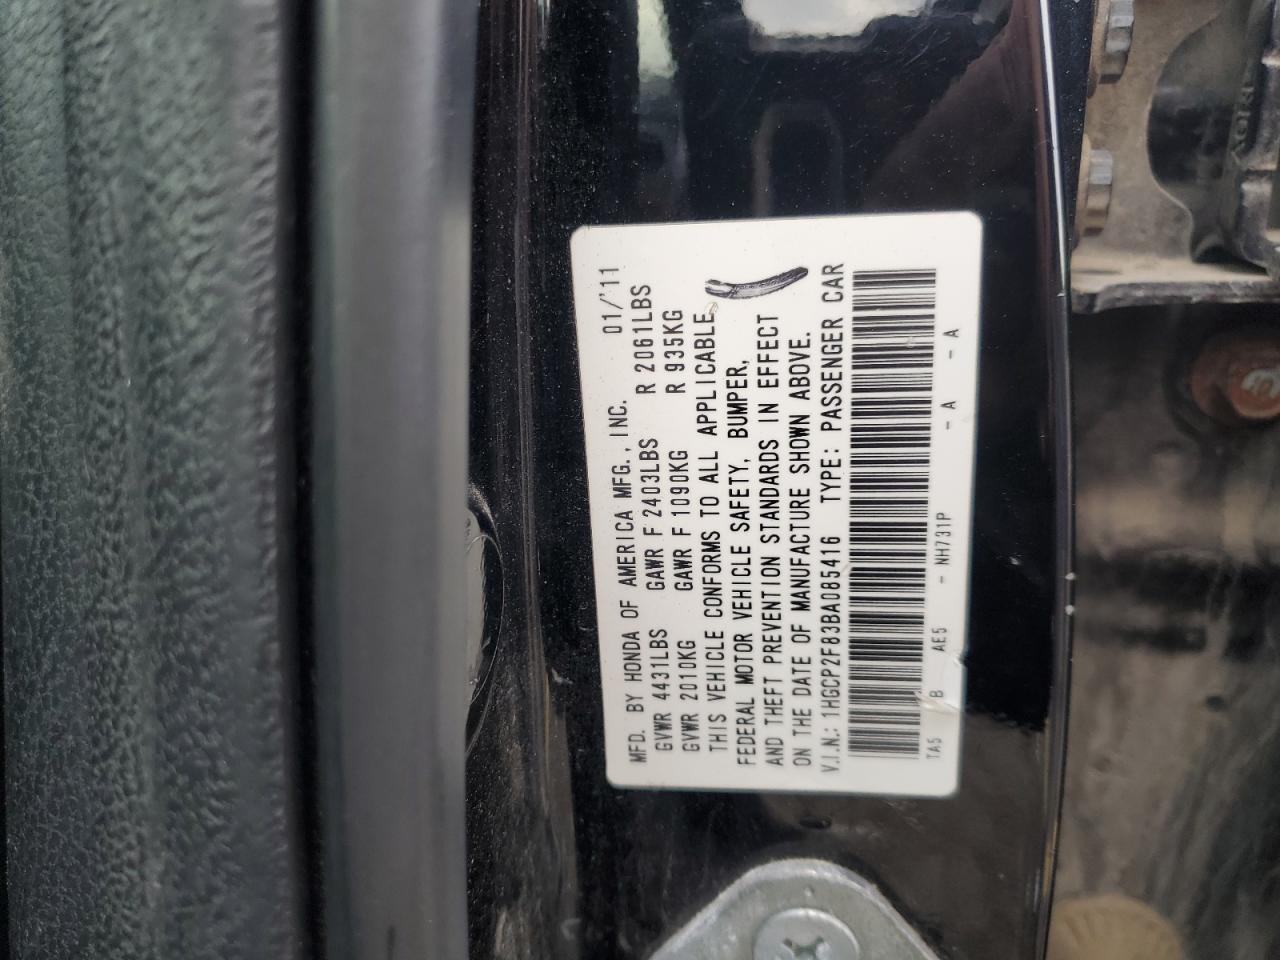 MFD. BY HONDA OF AMERICA MFG., INC. 01/'11
GVWR 4431LBS GAWR F 2403LBS R 2061LBS
GVWR 2010KG GAWR F 1090KG R 935KG
THIS VEHICLE CONFORMS TO ALL APPLICABLE
FEDERAL MOTOR VEHICLE SAFETY, BUMPER,
AND THEFT PREVENTION STANDARDS IN EFFECT
ON THE DATE OF MANUFACTURE SHOWN ABOVE.
V.I.N.: 1HGCP2F83BA085416 TYPE: PASSENGER CAR
TA5 B AE5 - NH731P - A - A